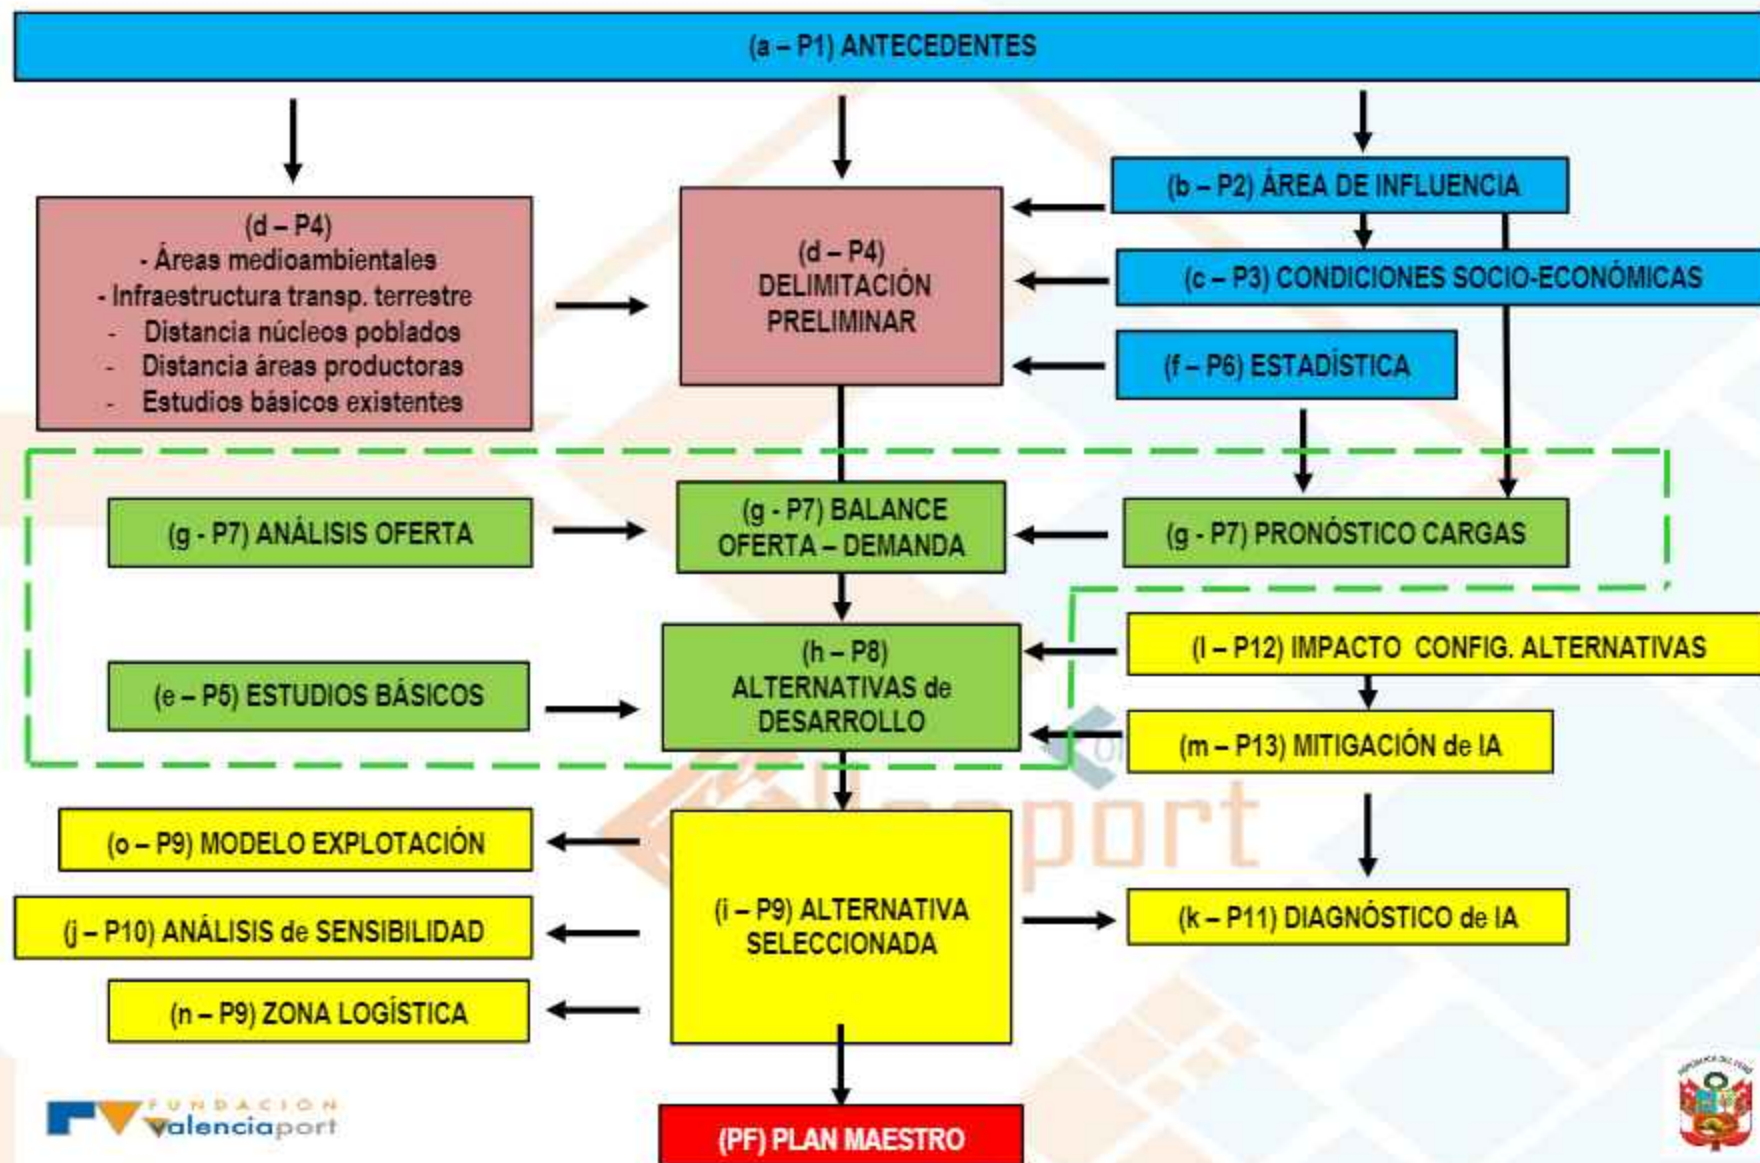 (a – P1) ANTECEDENTES
(b – P2) ÁREA DE INFLUENCIA
(d – P4)
- Áreas medioambientales
- Infraestructura transp. terrestre
- Distancia núcleos poblados
- Distancia áreas productoras
- Estudios básicos existentes
(d – P4)
DELIMITACIÓN
PRELIMINAR
(c – P3) CONDICIONES SOCIO-ECONÓMICAS
(f – P6) ESTADÍSTICA
(g - P7) ANÁLISIS OFERTA
(g - P7) BALANCE
OFERTA – DEMANDA
(g - P7) PRONÓSTICO CARGAS
(e – P5) ESTUDIOS BÁSICOS
(h – P8)
ALTERNATIVAS de
DESARROLLO
(l – P12) IMPACTO CONFIG. ALTERNATIVAS
(m – P13) MITIGACIÓN de IA
(o – P9) MODELO EXPLOTACIÓN
(j – P10) ANÁLISIS de SENSIBILIDAD
(n – P9) ZONA LOGÍSTICA
(i – P9) ALTERNATIVA
SELECCIONADA
(k – P11) DIAGNÓSTICO de IA
(PF) PLAN MAESTRO
FUNDACIÓN
valenciaport
REPÚBLICA DEL PERÚ